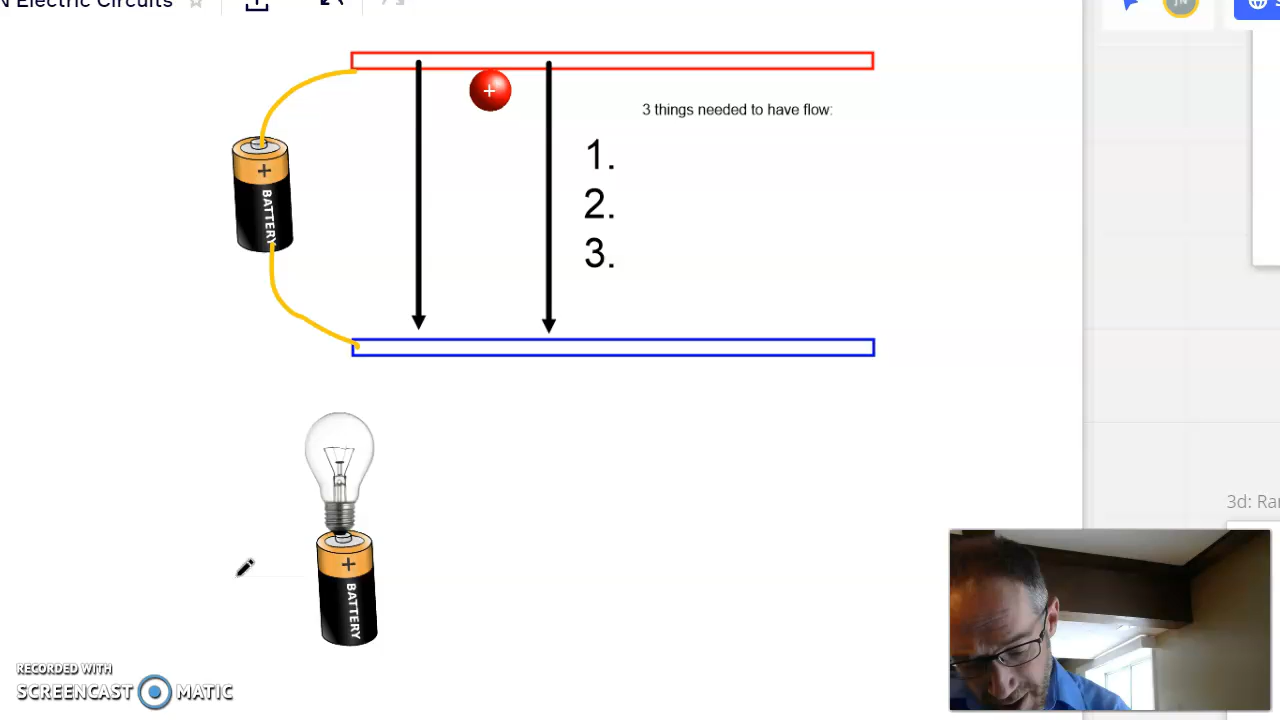 N Electric Circuits
JN
+
3 things needed to have flow:
1.
+
BATTERY
2.
3.
3d: Ra
+
BATTERY
RECORDED WITH
SCREENCAST MATIC